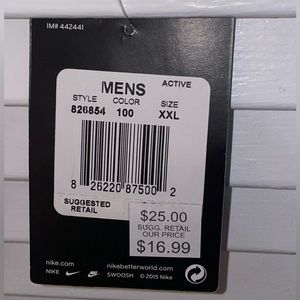 IM# 442441
MENS ACTIVE
STYLE COLOR SIZE
826854 100 XXL
8 26220 87500 2
SUGGESTED
RETAIL
$25.00
SUGG. RETAIL
OUR PRICE
$16.99
nike.com nikebetterworld.com
NIKE SWOOSH © 2015 Nike